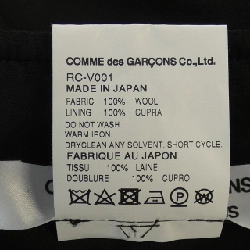 COMME des GARÇONS Co.,Ltd.
RC-V001
MADE IN JAPAN
FABRIC 100% WOOL
LINING 100% CUPRA
DO NOT WASH
WARM IRON
DRYCLEAN ANY SOLVENT. SHORT CYCLE.
FABRIQUE AU JAPON
TISSU 100% LAINE
DOUBLURE 100% CUPRA